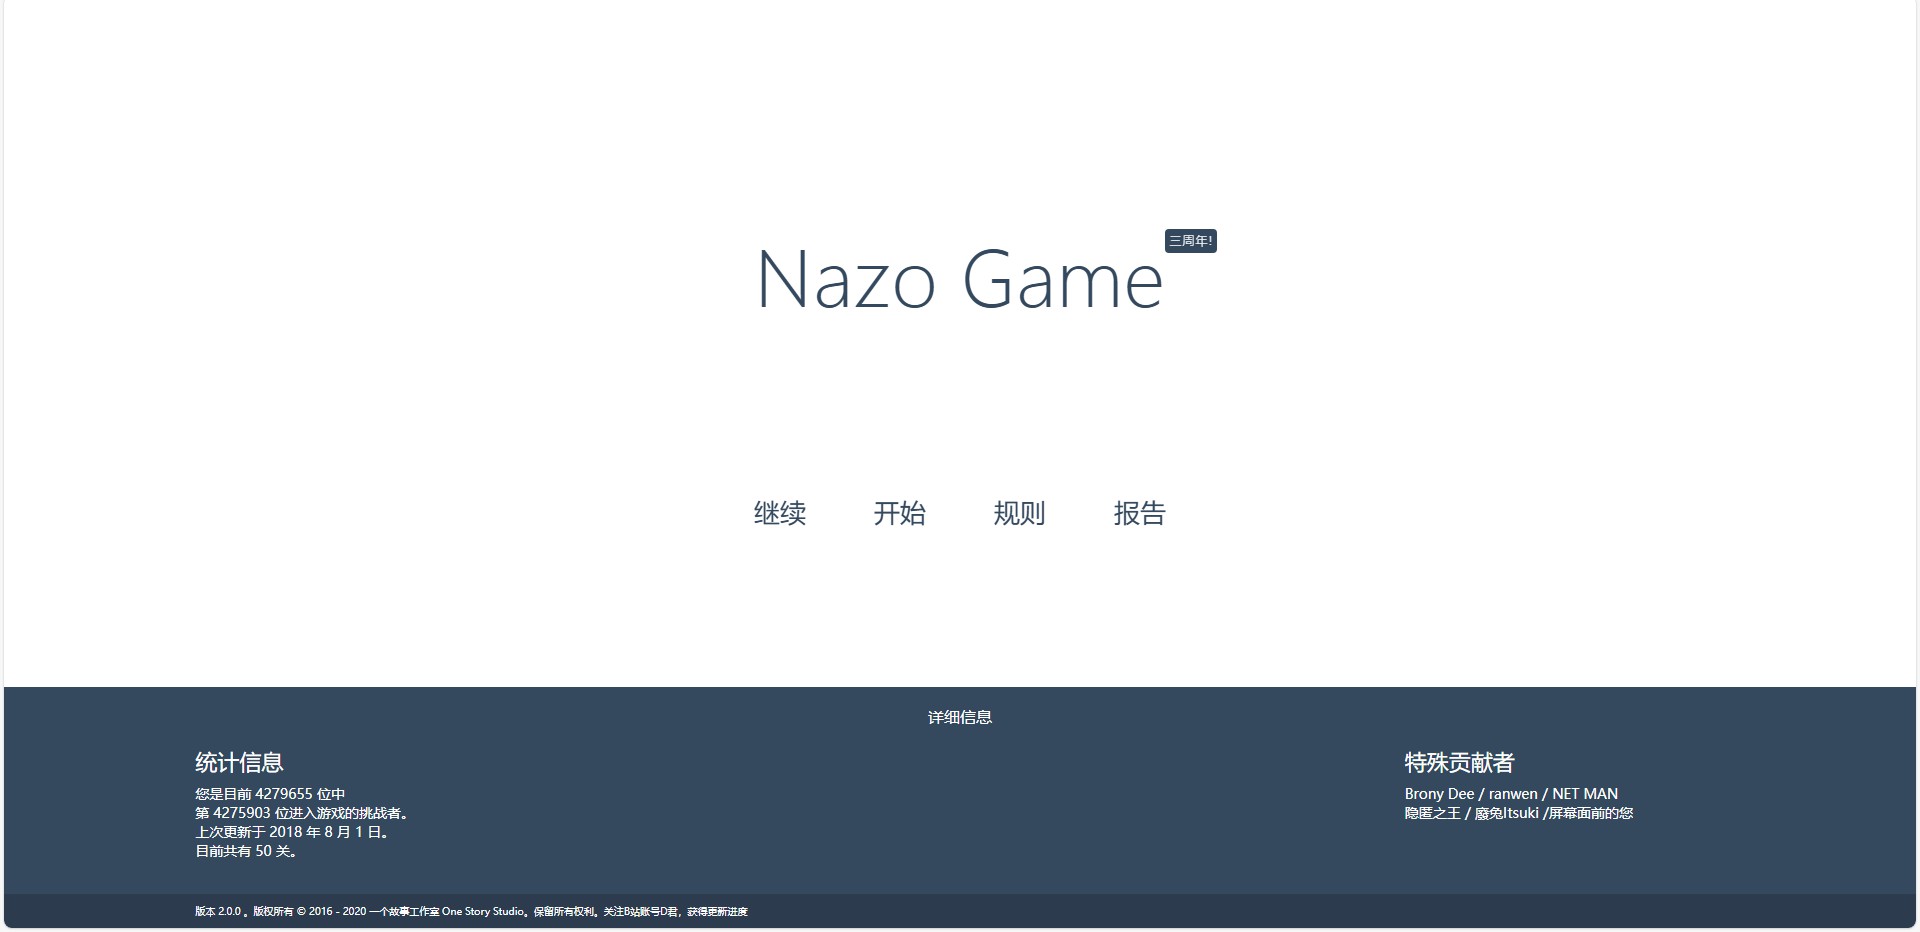 三周年!
Nazo Game
继续 开始 规则 报告
详细信息
统计信息
您是目前 4279655 位中
第 4275903 位进入游戏的挑战者。
上次更新于 2018 年 8 月 1 日。
目前共有 50 关。
特殊贡献者
Brony Dee / ranwen / NET MAN
隐匿之王 / 廢兔Itsuki /屏幕面前的您
版本 2.0.0 。版权所有 © 2016 - 2020 一个故事工作室 One Story Studio。保留所有权利。关注B站账号D君，获得更新进度